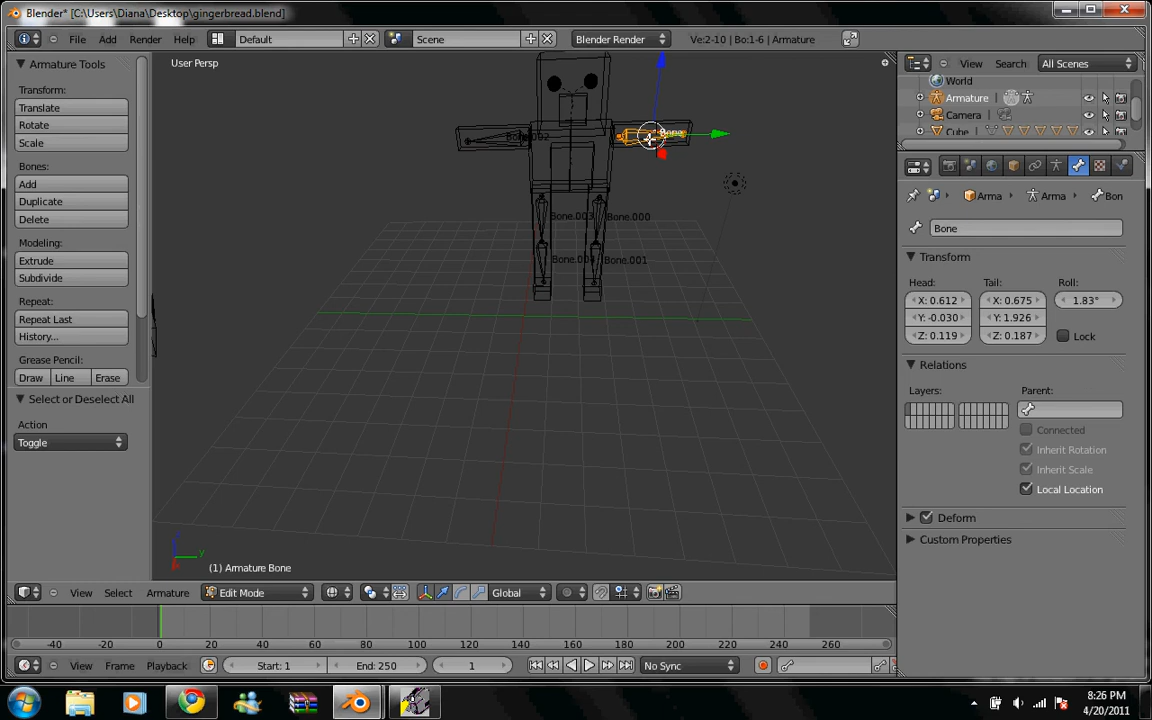 Blender* [C:\Users\Diana\Desktop\gingerbread.blend]
File Add Render Help Default Scene Blender Render Ve:2-10 | Bo:1-6 | Armature
Armature Tools
Transform:
Translate
Rotate
Scale
Bones:
Add
Duplicate
Delete
Modeling:
Extrude
Subdivide
Repeat:
Repeat Last
History...
Grease Pencil:
Draw Line Erase
Select or Deselect All
Action
Toggle
User Persp
Bone.002
Bone
Bone.003 Bone.000
Bone.001
z
y
(1) Armature Bone
View Select Armature Edit Mode Global
-40 -20 0 20 40 60 80 100 120 140 160 180 200 220 240 260
View Frame Playback Start: 1 End: 250 1 No Sync
View Search: All Scenes
World
Armature
Camera
Cube
Arma Arma Bon
Bone
Transform
Head: Tail: Roll:
X: 0.612 X: 0.675 1.83°
Y: -0.030 Y: 1.926
Z: 0.119 Z: 0.187 Lock
Relations
Layers: Parent:
Connected
Inherit Rotation
Inherit Scale
Local Location
Deform
Custom Properties
8:26 PM
4/20/2011